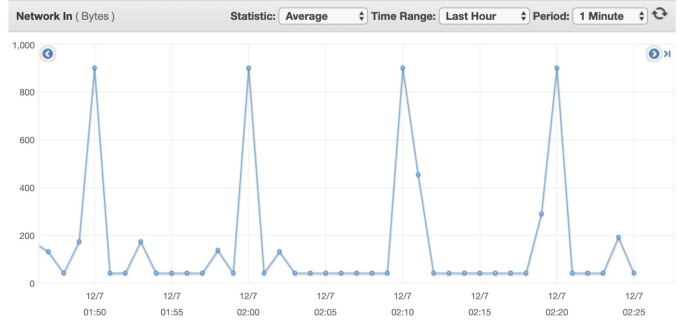 Network In ( Bytes ) Statistic: Average Time Range: Last Hour Period: 1 Minute
1,000
800
600
400
200
0
12/7 12/7 12/7 12/7 12/7 12/7 12/7 12/7
01:50 01:55 02:00 02:05 02:10 02:15 02:20 02:25